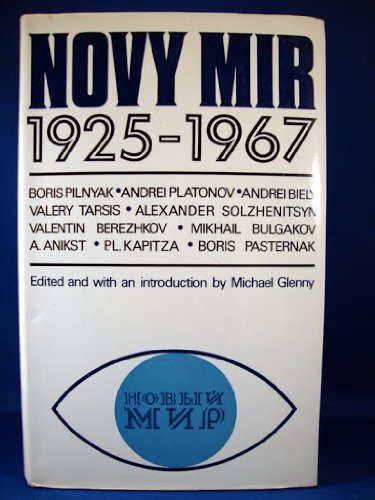 NOVY MIR
1925-1967
BORIS PILNYAK • ANDREI PLATONOV • ANDREI BIELY
VALERY TARSIS • ALEXANDER SOLZHENITSYN
VALENTIN BEREZHKOV • MIKHAIL BULGAKOV
A. ANIKST • P.L. KAPITZA • BORIS PASTERNAK
Edited and with an introduction by Michael Glenny
НОВЫЙ
МИР